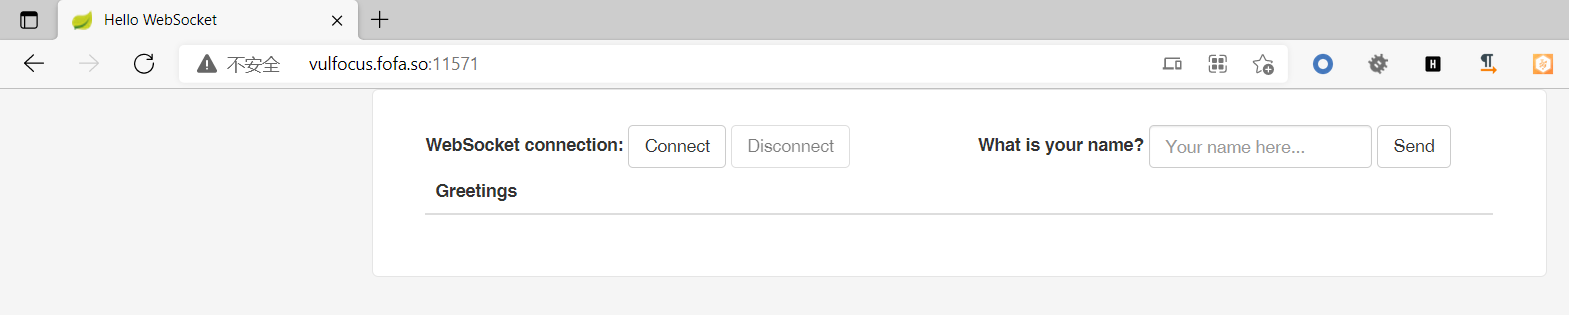 Hello WebSocket
不安全 vulfocus.fofa.so:11571
WebSocket connection: Connect Disconnect What is your name? Your name here... Send
Greetings